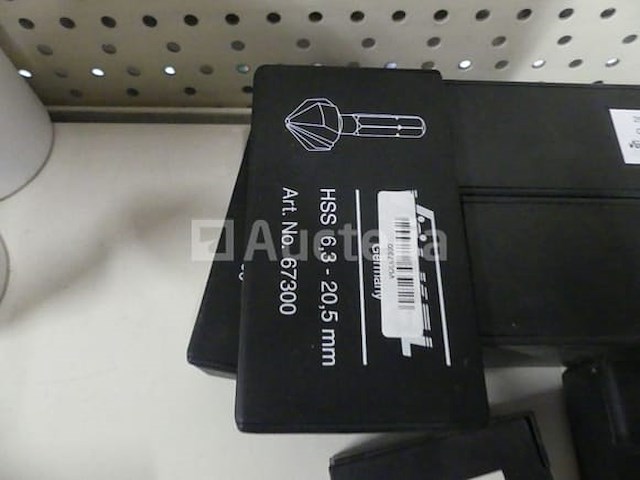 HSS 6,3 - 20,5 mm
Art. No. 67300
Germany
Auctelia